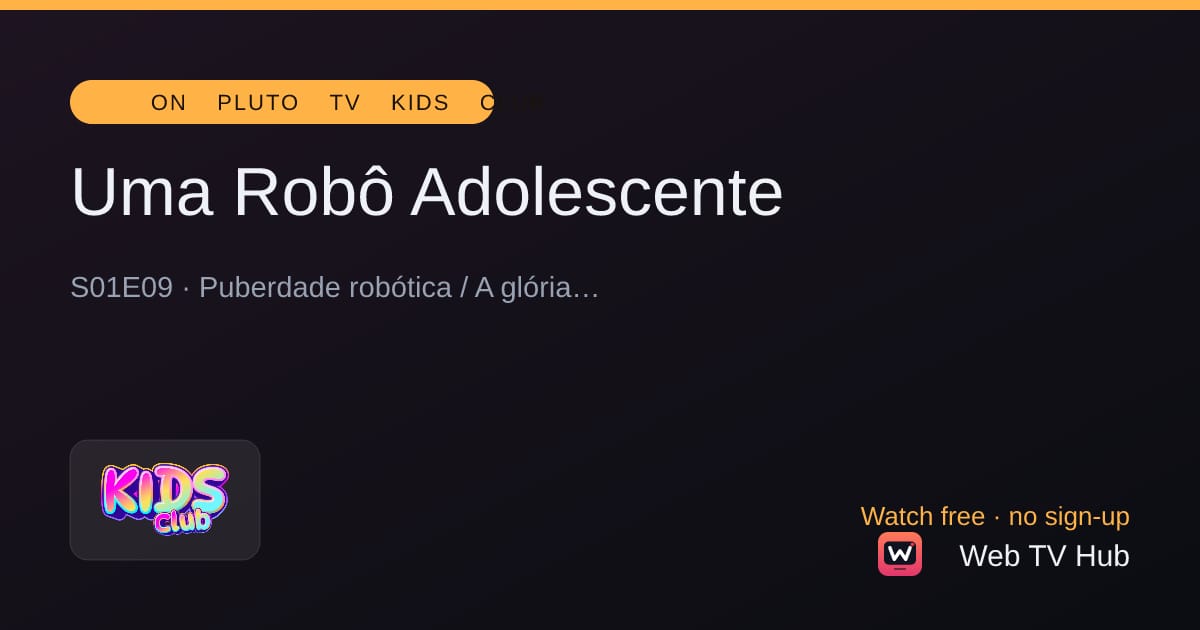 ON PLUTO TV KIDS
Uma Robô Adolescente
S01E09 · Puberdade robótica / A glória…
KIDS
Club
Watch free · no sign-up
W
Web TV Hub